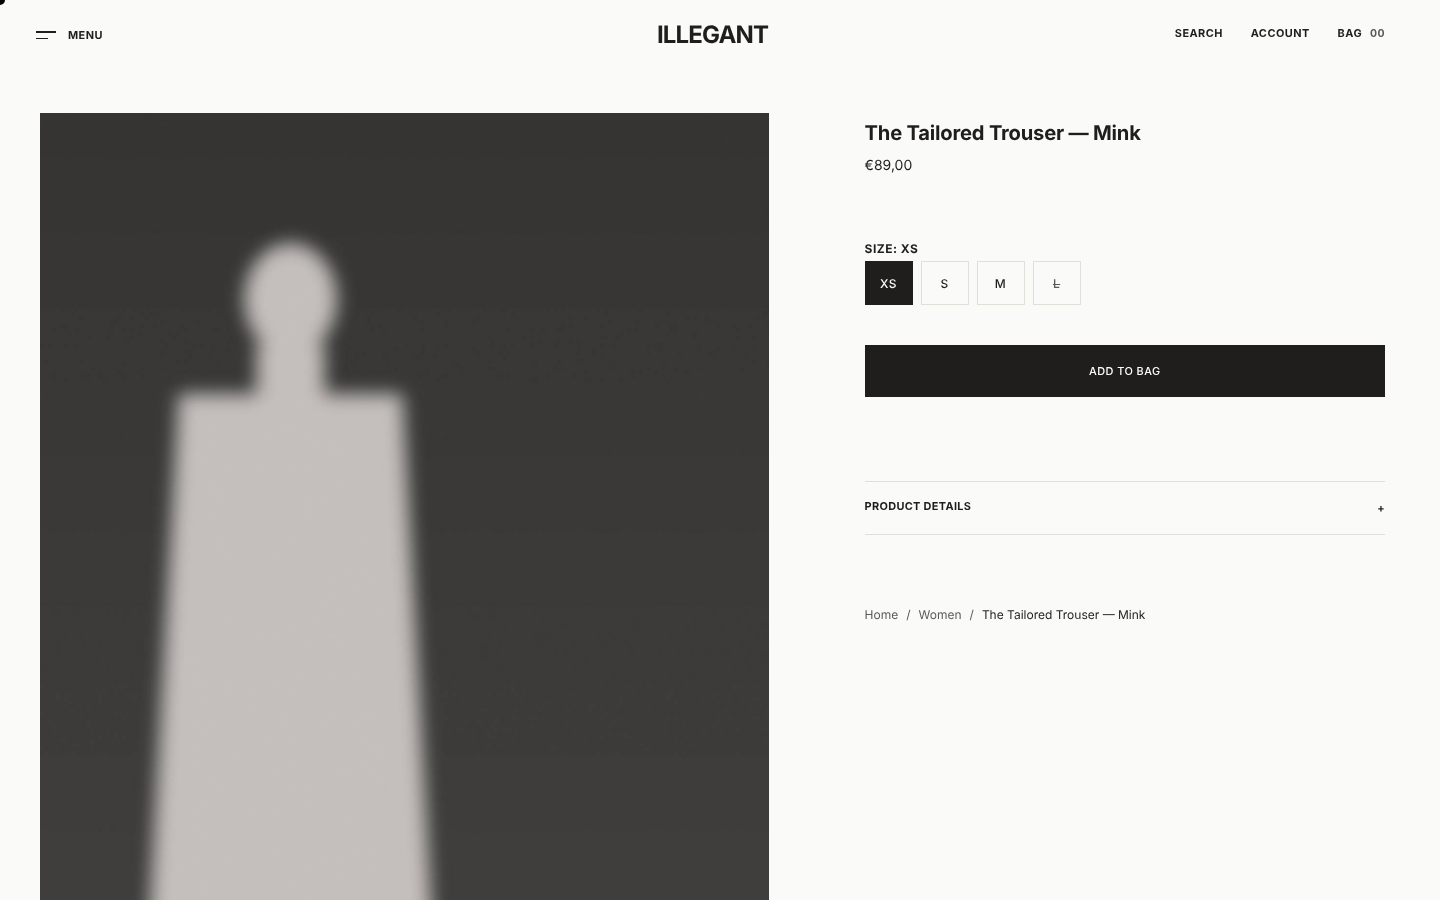 MENU
ILLEGANT
SEARCH
ACCOUNT
BAG 00
The Tailored Trouser — Mink
€89,00
SIZE: XS
XS
S
M
L
ADD TO BAG
PRODUCT DETAILS
+
Home / Women / The Tailored Trouser — Mink